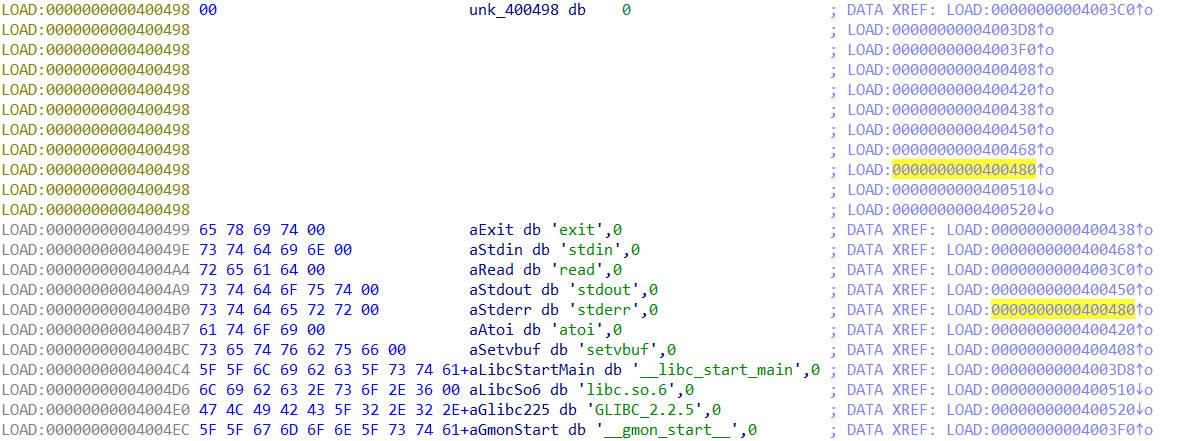 LOAD:0000000000400498 00 unk_400498 db 0 ; DATA XREF: LOAD:00000000004003C0↑o
LOAD:0000000000400498 ; LOAD:00000000004003D8↑o
LOAD:0000000000400498 ; LOAD:00000000004003F0↑o
LOAD:0000000000400498 ; LOAD:0000000000400408↑o
LOAD:0000000000400498 ; LOAD:0000000000400420↑o
LOAD:0000000000400498 ; LOAD:0000000000400438↑o
LOAD:0000000000400498 ; LOAD:0000000000400450↑o
LOAD:0000000000400498 ; LOAD:0000000000400468↑o
LOAD:0000000000400498 ; LOAD:0000000000400480↑o
LOAD:0000000000400498 ; LOAD:0000000000400510↓o
LOAD:0000000000400498 ; LOAD:0000000000400520↓o
LOAD:0000000000400499 65 78 69 74 00 aExit db 'exit',0 ; DATA XREF: LOAD:0000000000400438↑o
LOAD:000000000040049E 73 74 64 69 6E 00 aStdin db 'stdin',0 ; DATA XREF: LOAD:0000000000400468↑o
LOAD:00000000004004A4 72 65 61 64 00 aRead db 'read',0 ; DATA XREF: LOAD:00000000004003C0↑o
LOAD:00000000004004A9 73 74 64 6F 75 74 00 aStdout db 'stdout',0 ; DATA XREF: LOAD:0000000000400450↑o
LOAD:00000000004004B0 73 74 64 65 72 72 00 aStderr db 'stderr',0 ; DATA XREF: LOAD:0000000000400480↑o
LOAD:00000000004004B7 61 74 6F 69 00 aAtoi db 'atoi',0 ; DATA XREF: LOAD:0000000000400420↑o
LOAD:00000000004004BC 73 65 74 76 62 75 66 00 aSetvbuf db 'setvbuf',0 ; DATA XREF: LOAD:0000000000400408↑o
LOAD:00000000004004C4 5F 5F 6C 69 62 63 5F 73 74 61+aLibcStartMain db '__libc_start_main',0 ; DATA XREF: LOAD:00000000004003D8↑o
LOAD:00000000004004D6 6C 69 62 63 2E 73 6F 2E 36 00 aLibcSo6 db 'libc.so.6',0 ; DATA XREF: LOAD:0000000000400510↓o
LOAD:00000000004004E0 47 4C 49 42 43 5F 32 2E 32 2E+aGlibc225 db 'GLIBC_2.2.5',0 ; DATA XREF: LOAD:0000000000400520↓o
LOAD:00000000004004EC 5F 5F 67 6D 6F 6E 5F 73 74 61+aGmonStart db '__gmon_start__',0 ; DATA XREF: LOAD:00000000004003F0↑o